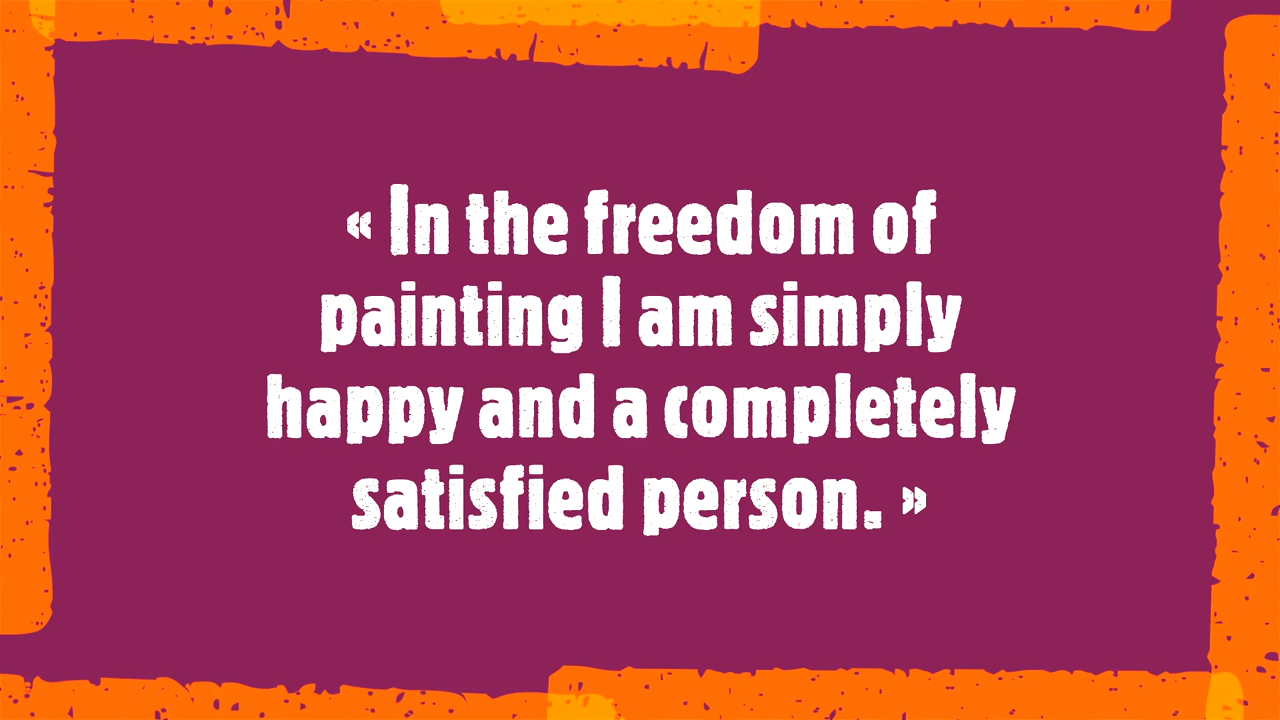 « In the freedom of
painting I am simply
happy and a completely
satisfied person. »